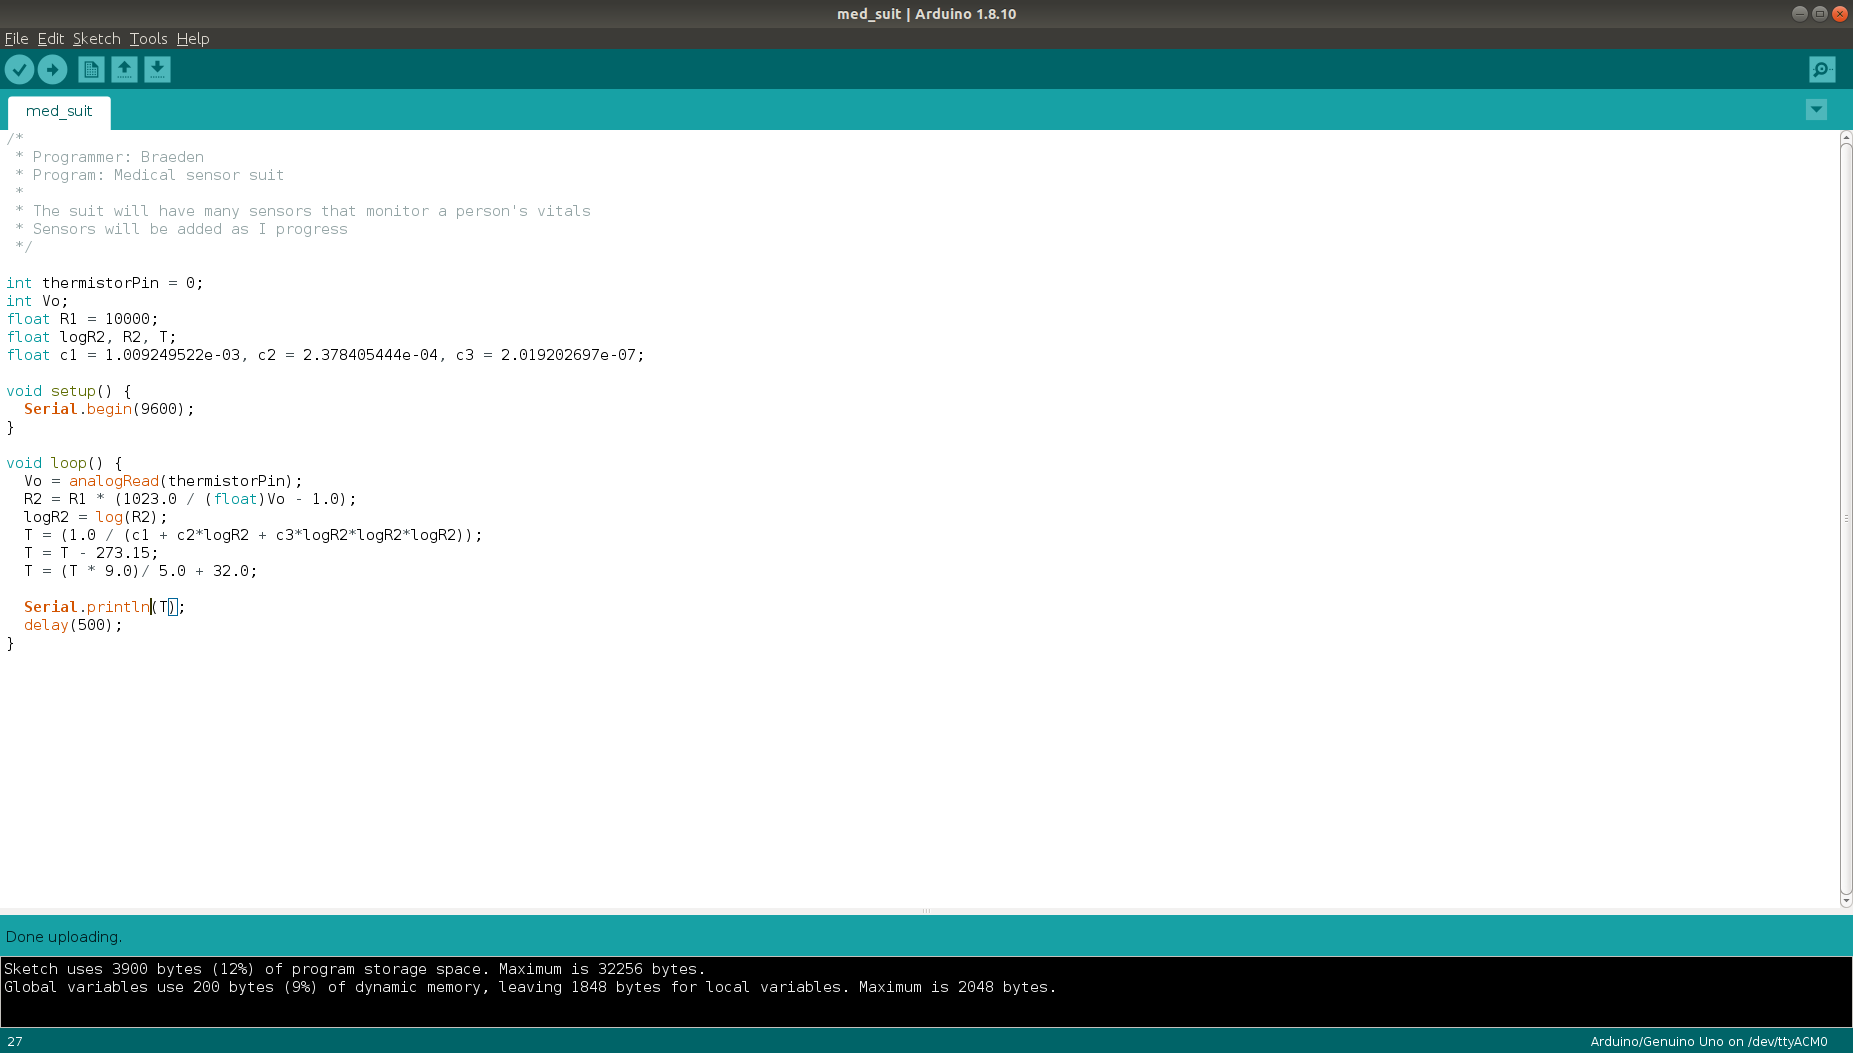 med_suit | Arduino 1.8.10
File Edit Sketch Tools Help
med_suit
/*
 * Programmer: Braeden
 * Program: Medical sensor suit
 *
 * The suit will have many sensors that monitor a person's vitals
 * Sensors will be added as I progress
 */

int thermistorPin = 0;
int Vo;
float R1 = 10000;
float logR2, R2, T;
float c1 = 1.009249522e-03, c2 = 2.378405444e-04, c3 = 2.019202697e-07;

void setup() {
  Serial.begin(9600);
}

void loop() {
  Vo = analogRead(thermistorPin);
  R2 = R1 * (1023.0 / (float)Vo - 1.0);
  logR2 = log(R2);
  T = (1.0 / (c1 + c2*logR2 + c3*logR2*logR2*logR2));
  T = T - 273.15;
  T = (T * 9.0)/ 5.0 + 32.0;

  Serial.println(T);
  delay(500);
}
Done uploading.
Sketch uses 3900 bytes (12%) of program storage space. Maximum is 32256 bytes.
Global variables use 200 bytes (9%) of dynamic memory, leaving 1848 bytes for local variables. Maximum is 2048 bytes.
27
Arduino/Genuino Uno on /dev/ttyACM0